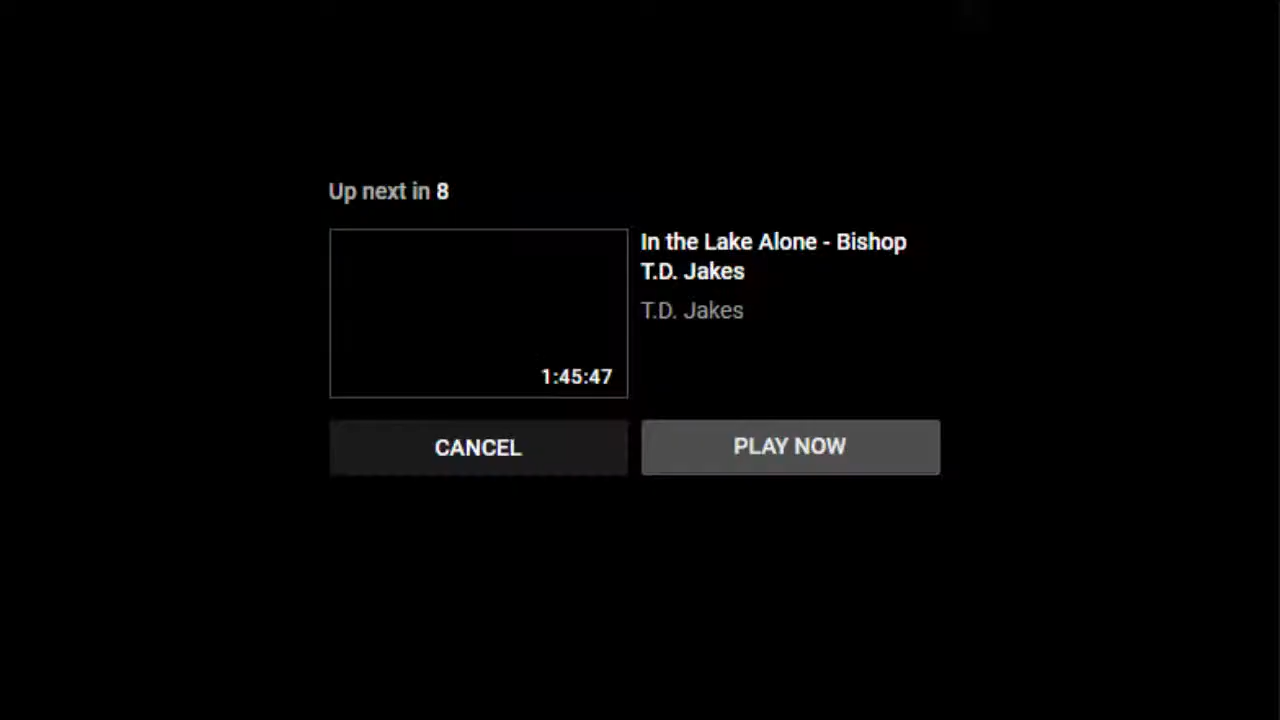 Up next in 8
In the Lake Alone - Bishop
T.D. Jakes
T.D. Jakes
1:45:47
CANCEL
PLAY NOW